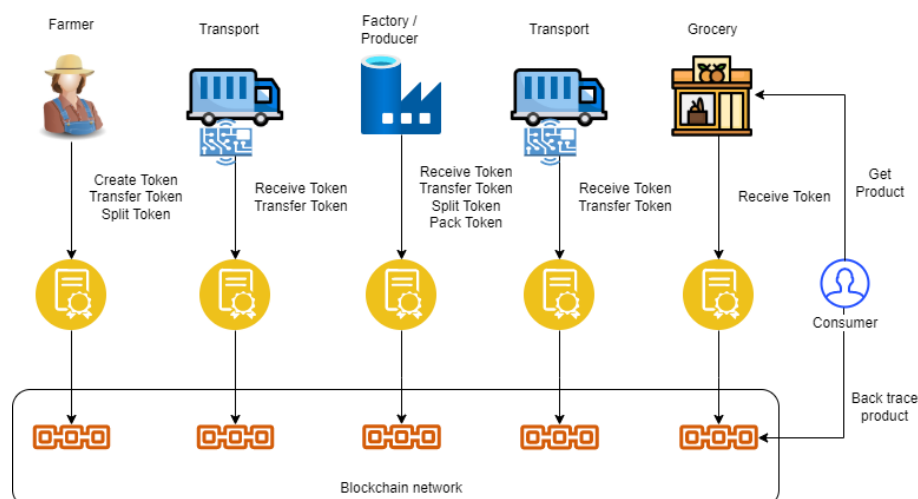 Farmer
Transport
Factory /
Producer
Transport
Grocery
Create Token
Transfer Token
Split Token
Receive Token
Transfer Token
Receive Token
Transfer Token
Split Token
Pack Token
Receive Token
Transfer Token
Receive Token
Get
Product
Consumer
Back trace
product
Blockchain network